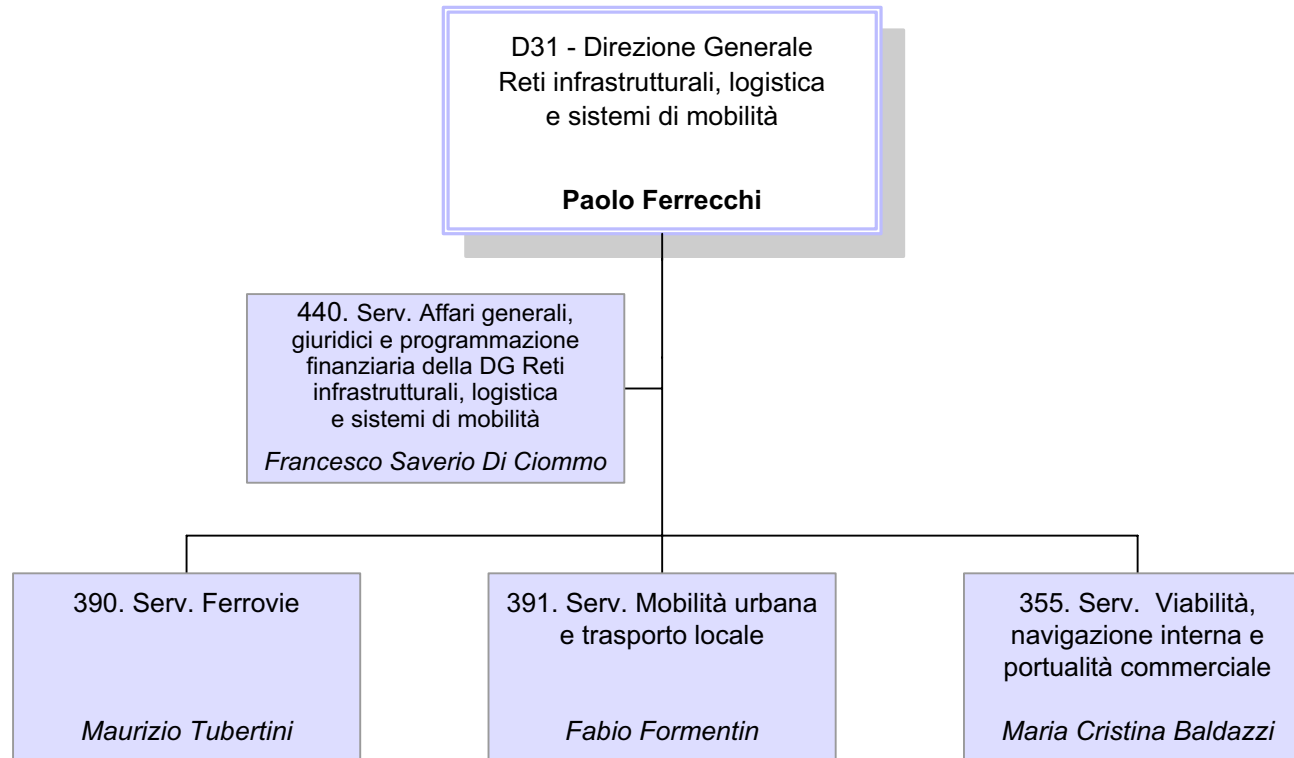 D31 - Direzione Generale
Reti infrastrutturali, logistica
e sistemi di mobilità
Paolo Ferrecchi
440. Serv. Affari generali,
giuridici e programmazione
finanziaria della DG Reti
infrastrutturali, logistica
e sistemi di mobilità
Francesco Saverio Di Ciommo
390. Serv. Ferrovie
Maurizio Tubertini
391. Serv. Mobilità urbana
e trasporto locale
Fabio Formentin
355. Serv.  Viabilità,
navigazione interna e
portualità commerciale
Maria Cristina Baldazzi